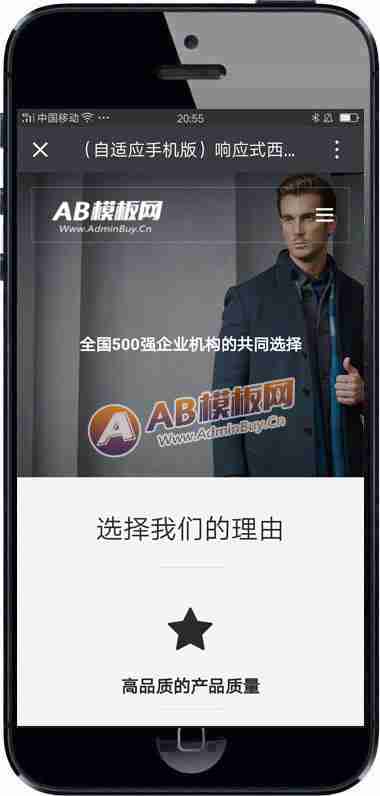 中国移动 ··· 20:55
（自适应手机版）响应式西...
AB模板网
Www.AdminBuy.Cn
全国500强企业机构的共同选择
A AB模板网
Www.AdminBuy.Cn
选择我们的理由
高品质的产品质量